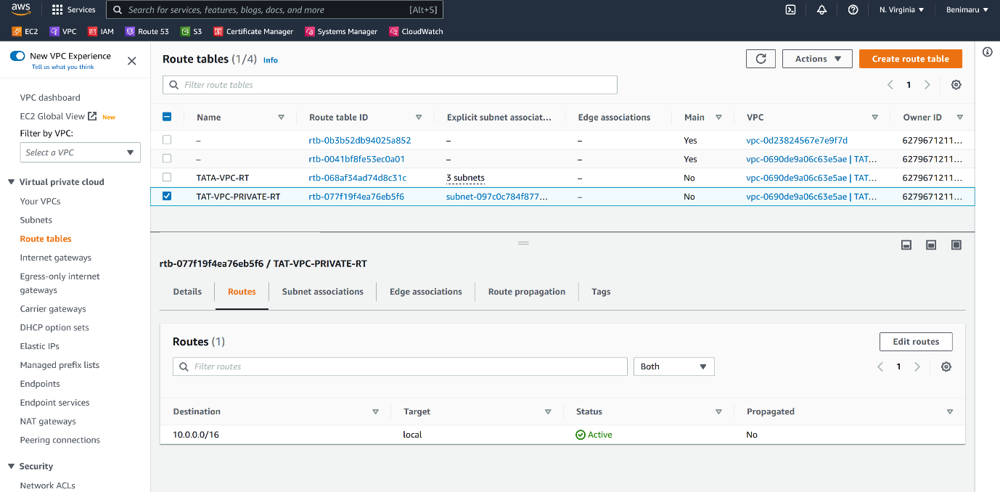 aws Services Search for services, features, blogs, docs, and more [Alt+S] N. Virginia Benimaru
EC2 VPC IAM Route 53 S3 Certificate Manager Systems Manager CloudWatch
New VPC Experience
Tell us what you think
VPC dashboard
EC2 Global View New
Filter by VPC:
Select a VPC
Virtual private cloud
Your VPCs
Subnets
Route tables
Internet gateways
Egress-only internet
gateways
Carrier gateways
DHCP option sets
Elastic IPs
Managed prefix lists
Endpoints
Endpoint services
NAT gateways
Peering connections
Security
Network ACLs
Route tables (1/4) Info Actions Create route table
Filter route tables 1
Name Route table ID Explicit subnet associat... Edge associations Main VPC Owner ID
– rtb-0b3b52db94025a852 – – Yes vpc-0d23824567e7e9f7d 6279671211...
– rtb-0041bf8fe53ec0a01 – – Yes vpc-0690de9a06c63e5ae | TAT... 6279671211...
TATA-VPC-RT rtb-068af34ad74d8c31c 3 subnets – No vpc-0690de9a06c63e5ae | TAT... 6279671211...
TAT-VPC-PRIVATE-RT rtb-077f19f4ea76eb5f6 subnet-097c0c784f877... – No vpc-0690de9a06c63e5ae | TAT... 6279671211...
rtb-077f19f4ea76eb5f6 / TAT-VPC-PRIVATE-RT
Details Routes Subnet associations Edge associations Route propagation Tags
Routes (1) Edit routes
Filter routes Both 1
Destination Target Status Propagated
10.0.0.0/16 local Active No